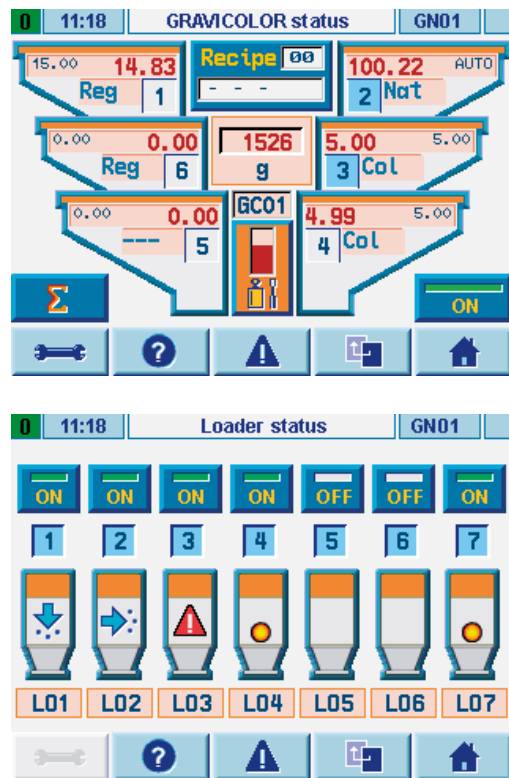 0 11:18 GRAVICOLOR status GN01
15.00 14.83 Recipe 00 100.22 AUTO
Reg 1 - - - 2 Nat
0.00 0.00 1526 5.00 5.00
Reg 6 g 3 Col
0.00 0.00 GC01 4.99 5.00
--- 5 4 Col
Σ ON
?
0 11:18 Loader status GN01
ON ON ON ON OFF OFF ON
1 2 3 4 5 6 7
L01 L02 L03 L04 L05 L06 L07
?